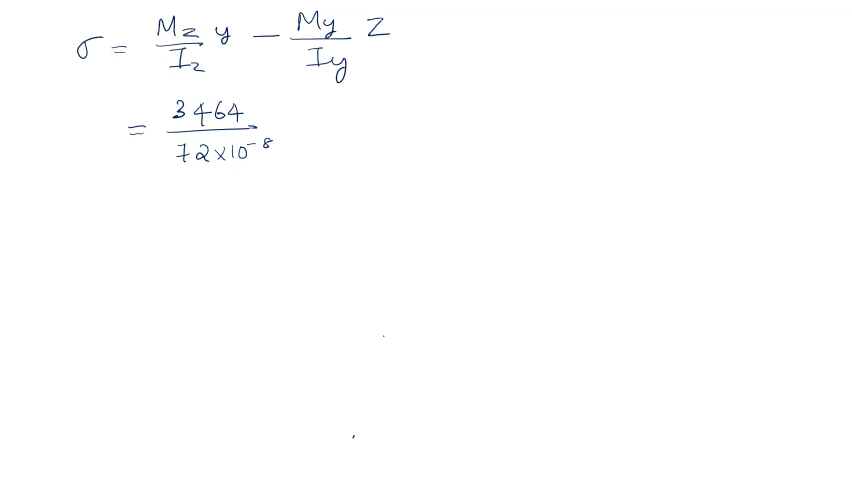 σ = Mz/Iz y − My/Iy Z
= 3464/72×10⁻⁸